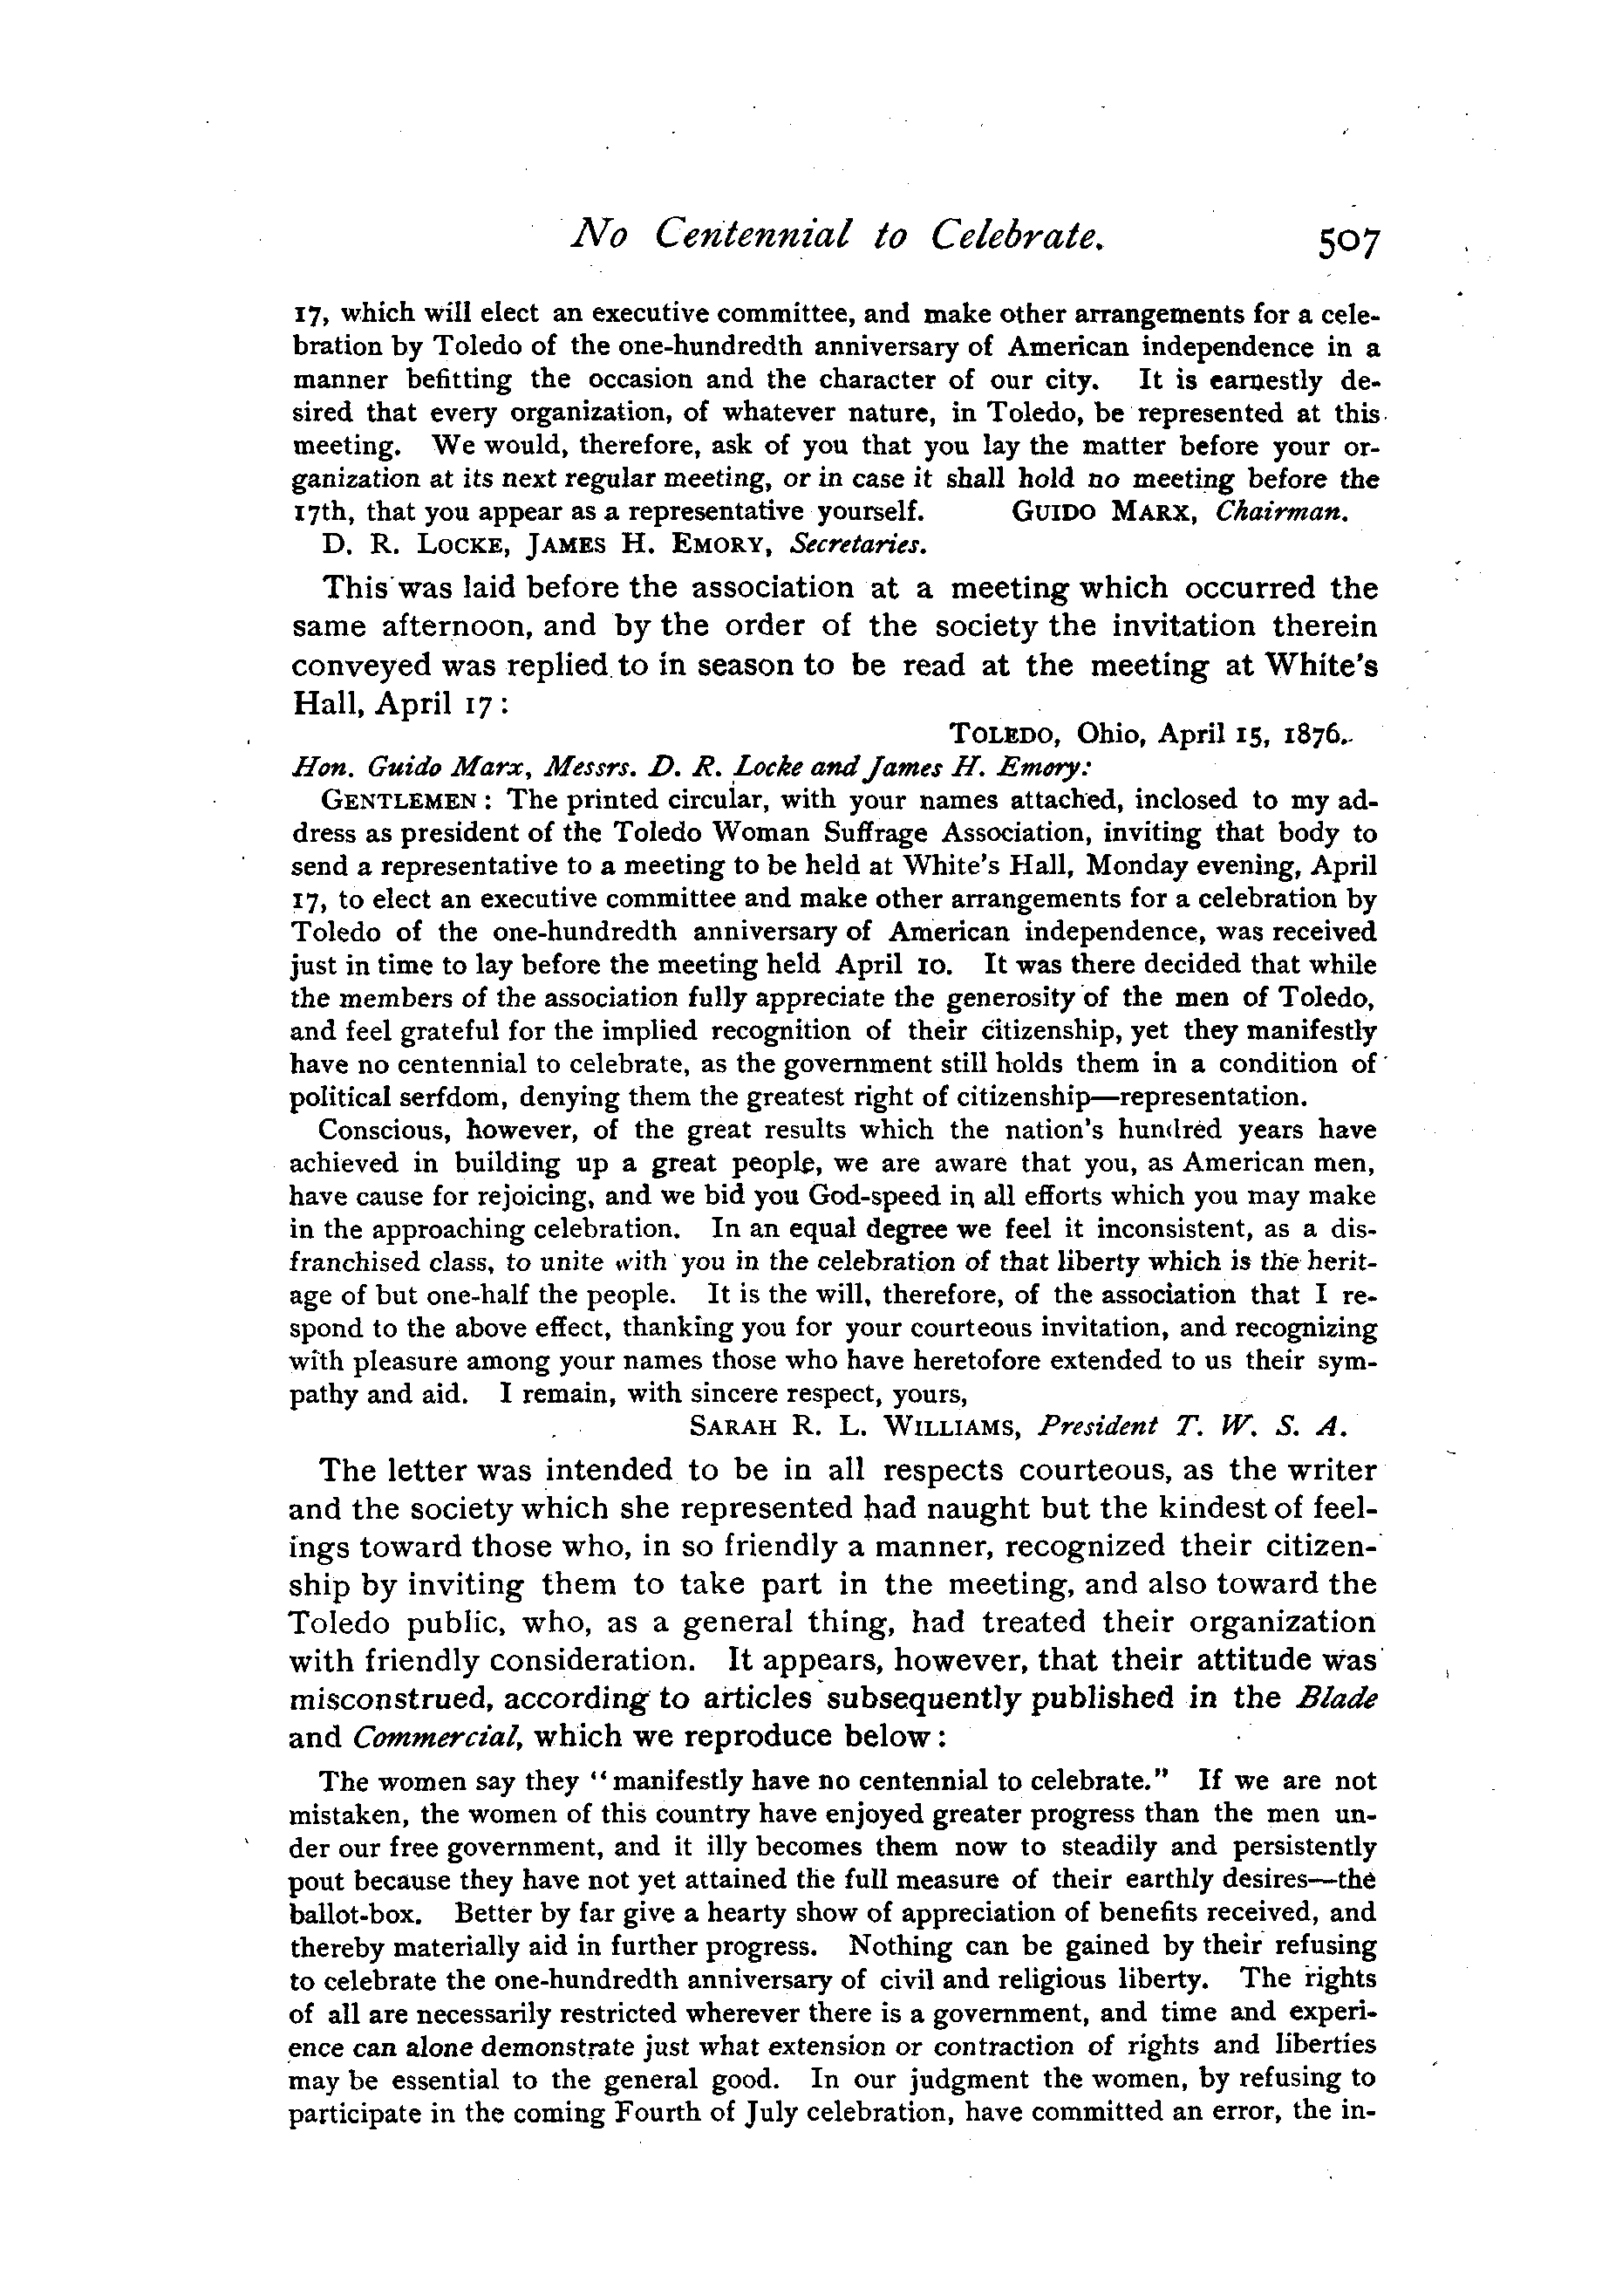 No Centennial to Celebrate. 507
17, which will elect an executive committee, and make other arrangements for a cele-
bration by Toledo of the one-hundredth anniversary of American independence in a
manner befitting the occasion and the character of our city. It is earnestly de-
sired that every organization, of whatever nature, in Toledo, be represented at this
meeting. We would, therefore, ask of you that you lay the matter before your or-
ganization at its next regular meeting, or in case it shall hold no meeting before the
17th, that you appear as a representative yourself. GUIDO MARX, Chairman.
D. R. LOCKE, JAMES H. EMORY, Secretaries.
This was laid before the association at a meeting which occurred the
same afternoon, and by the order of the society the invitation therein
conveyed was replied to in season to be read at the meeting at White's
Hall, April 17:
TOLEDO, Ohio, April 15, 1876.
Hon. Guido Marx, Messrs. D. R. Locke and James H. Emory:
GENTLEMEN: The printed circular, with your names attached, inclosed to my ad-
dress as president of the Toledo Woman Suffrage Association, inviting that body to
send a representative to a meeting to be held at White's Hall, Monday evening, April
17, to elect an executive committee and make other arrangements for a celebration by
Toledo of the one-hundredth anniversary of American independence, was received
just in time to lay before the meeting held April 10. It was there decided that while
the members of the association fully appreciate the generosity of the men of Toledo,
and feel grateful for the implied recognition of their citizenship, yet they manifestly
have no centennial to celebrate, as the government still holds them in a condition of
political serfdom, denying them the greatest right of citizenship—representation.
Conscious, however, of the great results which the nation's hundred years have
achieved in building up a great people, we are aware that you, as American men,
have cause for rejoicing, and we bid you God-speed in all efforts which you may make
in the approaching celebration. In an equal degree we feel it inconsistent, as a dis-
franchised class, to unite with you in the celebration of that liberty which is the herit-
age of but one-half the people. It is the will, therefore, of the association that I re-
spond to the above effect, thanking you for your courteous invitation, and recognizing
with pleasure among your names those who have heretofore extended to us their sym-
pathy and aid. I remain, with sincere respect, yours,
SARAH R. L. WILLIAMS, President T. W. S. A.
The letter was intended to be in all respects courteous, as the writer
and the society which she represented had naught but the kindest of feel-
ings toward those who, in so friendly a manner, recognized their citizen-
ship by inviting them to take part in the meeting, and also toward the
Toledo public, who, as a general thing, had treated their organization
with friendly consideration. It appears, however, that their attitude was
misconstrued, according to articles subsequently published in the Blade
and Commercial, which we reproduce below:
The women say they "manifestly have no centennial to celebrate." If we are not
mistaken, the women of this country have enjoyed greater progress than the men un-
der our free government, and it illy becomes them now to steadily and persistently
pout because they have not yet attained the full measure of their earthly desires—the
ballot-box. Better by far give a hearty show of appreciation of benefits received, and
thereby materially aid in further progress. Nothing can be gained by their refusing
to celebrate the one-hundredth anniversary of civil and religious liberty. The rights
of all are necessarily restricted wherever there is a government, and time and experi-
ence can alone demonstrate just what extension or contraction of rights and liberties
may be essential to the general good. In our judgment the women, by refusing to
participate in the coming Fourth of July celebration, have committed an error, the in-